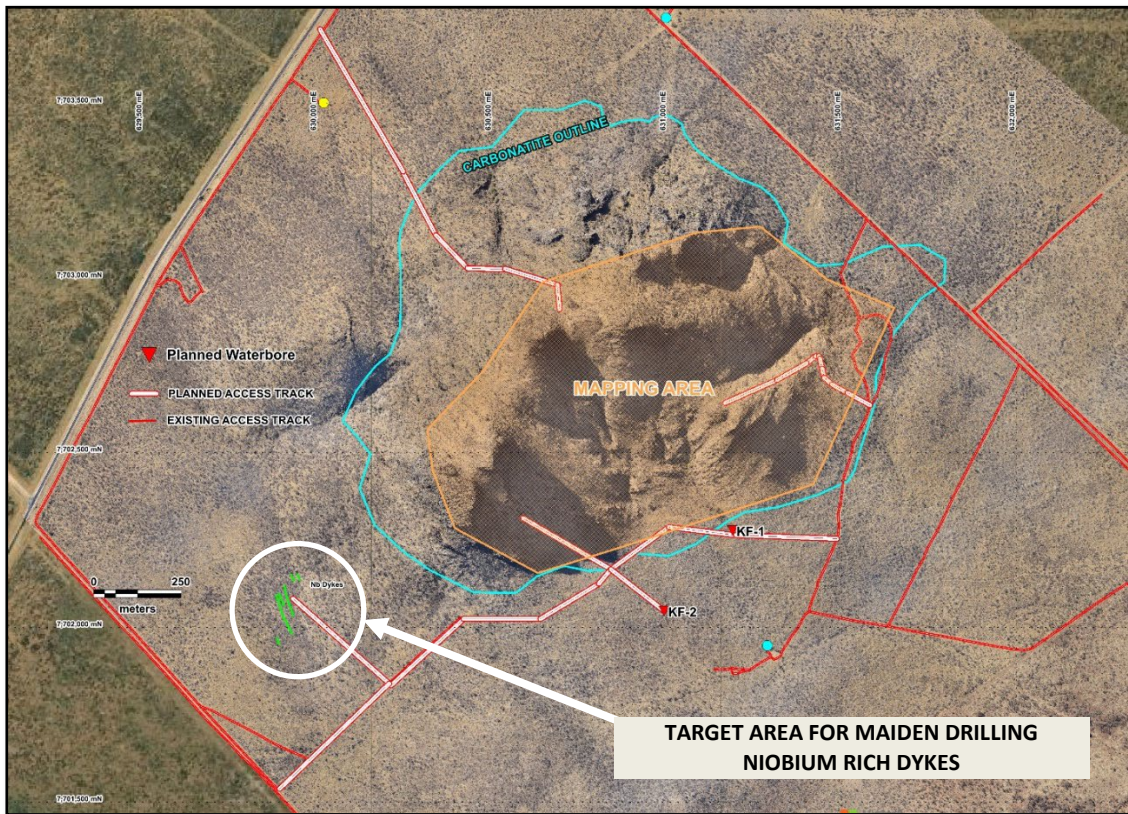 7,703,500 mN
629,500 mE
630,000 mE
630,500 mE
631,000 mE
631,500 mE
632,000 mE
CARBONATITE OUTLINE
7,703,000 mN
Planned Waterbore
PLANNED ACCESS TRACK
EXISTING ACCESS TRACK
MAPPING AREA
7,702,500 mN
KF-1
KF-2
0 250
meters
Nb Dykes
7,702,000 mN
TARGET AREA FOR MAIDEN DRILLING
NIOBIUM RICH DYKES
7,701,500 mN